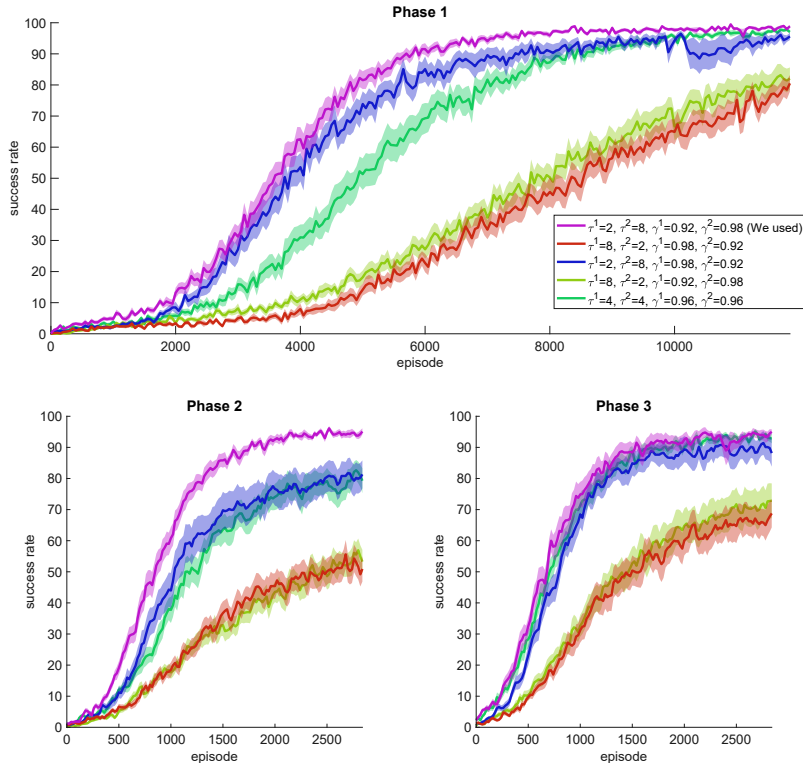 Phase 1
100
90
80
70
60
50
40
30
20
10
0
success rate
0 2000 4000 6000 8000 10000
episode
τ¹=2, τ²=8, γ¹=0.92, γ²=0.98 (We used)
τ¹=8, τ²=2, γ¹=0.98, γ²=0.92
τ¹=2, τ²=8, γ¹=0.98, γ²=0.92
τ¹=8, τ²=2, γ¹=0.92, γ²=0.98
τ¹=4, τ²=4, γ¹=0.96, γ²=0.96
Phase 2
100
90
80
70
60
50
40
30
20
10
0
success rate
0 500 1000 1500 2000 2500
episode
Phase 3
100
90
80
70
60
50
40
30
20
10
0
success rate
0 500 1000 1500 2000 2500
episode